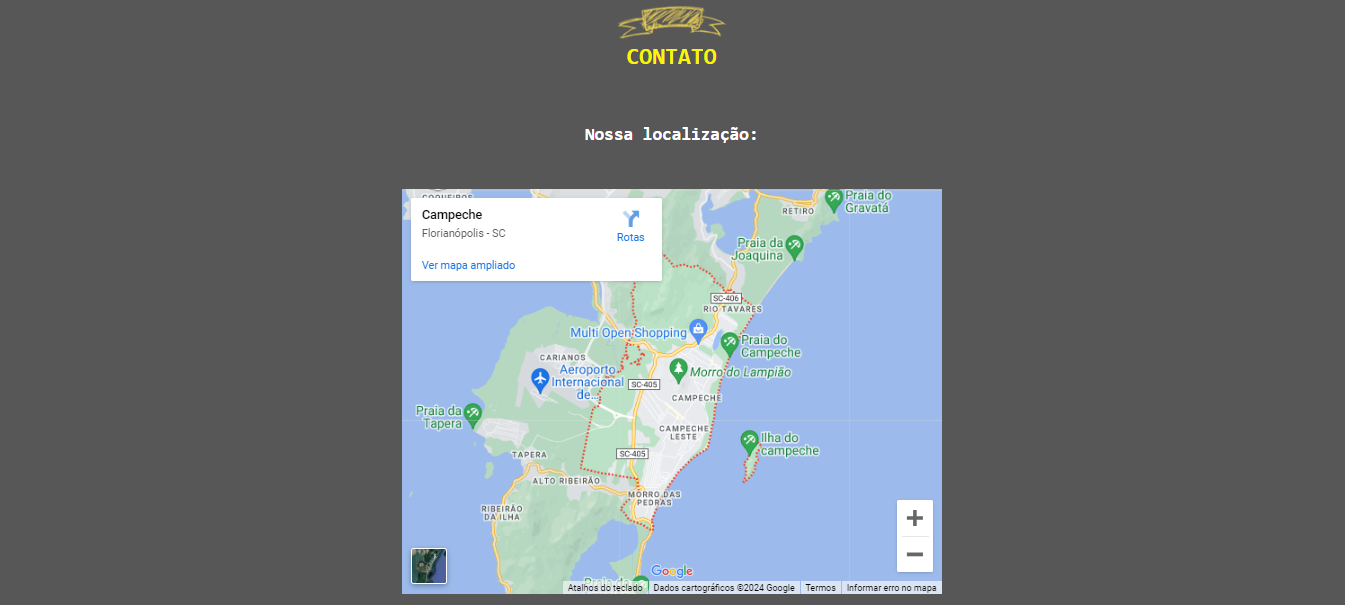 CONTATO
Nossa localização:
COQUEIROS
Campeche
Florianópolis - SC
Rotas
Ver mapa ampliado
Praia do
Gravatá
RETIRO
Praia da
Joaquina
SC-406
RIO TAVARES
Multi Open Shopping
Praia do
Campeche
CARIANOS
Aeroporto
Internacional
de...
Morro do Lampião
SC-405
CAMPECHE
Praia da
Tapera
CAMPECHE
LESTE
Ilha do
campeche
TAPERA
SC-405
ALTO RIBEIRÃO
MORRO DAS
PEDRAS
RIBEIRÃO
DA ILHA
Google
Praia do
Atalhos do teclado
Dados cartográficos ©2024 Google
Termos
Informar erro no mapa